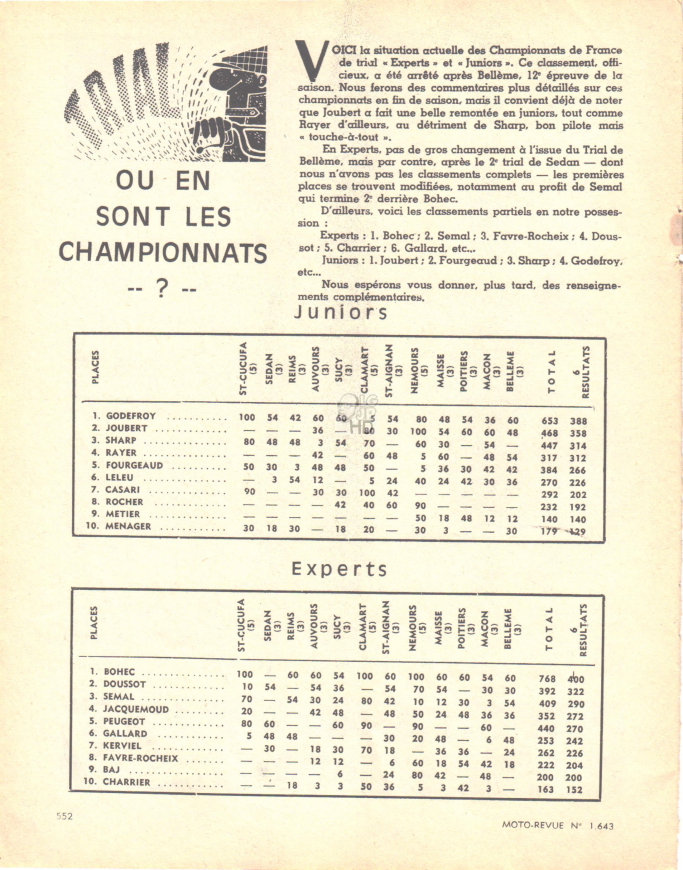 TRIAL
OU EN
SONT LES
CHAMPIONNATS
-- ? --
VOICI la situation actuelle des Championnats de France
de trial « Experts » et « Juniors ». Ce classement, offi-
cieux, a été arrêté après Bellème, 12e épreuve de la
saison. Nous ferons des commentaires plus détaillés sur ces
championnats en fin de saison, mais il convient déjà de noter
que Joubert a fait une belle remontée en juniors, tout comme
Rayer d'ailleurs, au détriment de Sharp, bon pilote mais
« touche-à-tout ».
En Experts, pas de gros changement à l'issue du Trial de
Bellème, mais par contre, après le 2e trial de Sedan — dont
nous n'avons pas les classements complets — les premières
places se trouvent modifiées, notamment au profit de Semal
qui termine 2e derrière Bohec.
D'ailleurs, voici les classements partiels en notre posses-
sion :
Experts : 1. Bohec ; 2. Semal ; 3. Favre-Rocheix ; 4. Dous-
sot ; 5. Charrier ; 6. Gallard, etc...
Juniors : 1. Joubert ; 2. Fourgeaud ; 3. Sharp ; 4. Godefroy,
etc...
Nous espérons vous donner, plus tard, des renseigne-
ments complémentaires.
Juniors
PLACES ST-CUCUFA (5) SEDAN (3) REIMS (3) AUVOURS (3) SUCY (3) CLAMART (5) ST-AIGNAN (3) NEMOURS (5) MAISSE (3) POITIERS (3) MACON (3) BELLEME (3) TOTAL 6 RESULTATS
1. GODEFROY ........... 100 54 42 60 60 5 54 80 48 54 36 60 653 388
2. JOUBERT ........... — — — 36 — 80 30 100 54 60 60 48 468 358
3. SHARP ........... 80 48 48 3 54 70 — 60 30 — 54 — 447 314
4. RAYER ........... — — — 42 — 60 48 5 60 — 48 54 317 312
5. FOURGEAUD ........... 50 30 3 48 48 50 — 5 36 30 42 42 384 266
6. LELEU ........... — 3 54 12 — 5 24 40 24 42 30 36 270 226
7. CASARI ........... 90 — — 30 30 100 42 — — — — — 292 202
8. ROCHER ........... — — — — 42 40 60 90 — — — — 232 192
9. METIER ........... — — — — — — — 50 18 48 12 12 140 140
10. MENAGER ........... 30 18 30 — 18 20 — 30 3 — — 30 179 129
Experts
PLACES ST-CUCUFA (5) SEDAN (3) REIMS (3) AUVOURS (3) SUCY (3) CLAMART (5) ST-AIGNAN (3) NEMOURS (5) MAISSE (3) POITIERS (3) MACON (3) BELLEME (3) TOTAL 6 RESULTATS
1. BOHEC ........... 100 — 60 60 54 100 60 100 60 60 54 60 768 400
2. DOUSSOT ........... 10 54 — 54 36 — 54 70 54 — 30 30 392 322
3. SEMAL ........... 70 — 54 30 24 80 42 10 12 30 3 54 409 290
4. JACQUEMOUD ........... 20 — — 42 48 — 48 50 24 48 36 36 352 272
5. PEUGEOT ........... 80 60 — — 60 90 — 90 — — 60 — 440 270
6. GALLARD ........... 5 48 48 — — — 30 20 48 — 6 48 253 242
7. KERVIEL ........... — 30 — 18 30 70 18 — 36 36 — 24 262 226
8. FAVRE-ROCHEIX ........... — — — 12 12 — 6 60 18 54 42 18 222 204
9. BAJ ........... — — — — 6 — 24 80 42 — 48 — 200 200
10. CHARRIER ........... — — 18 3 3 50 36 5 3 42 3 — 163 152
552
MOTO-REVUE N° 1.643